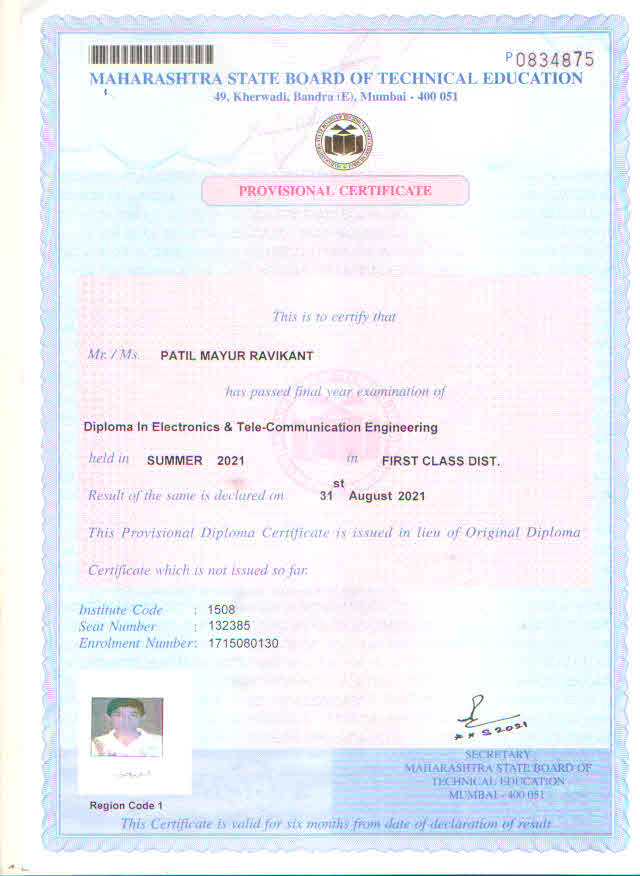 P 0834875
MAHARASHTRA STATE BOARD OF TECHNICAL EDUCATION
49, Kherwadi, Bandra (E), Mumbai - 400 051
PROVISIONAL CERTIFICATE
This is to certify that
Mr. / Ms. PATIL MAYUR RAVIKANT
has passed final year examination of
Diploma In Electronics & Tele-Communication Engineering
held in SUMMER 2021 in FIRST CLASS DIST.
Result of the same is declared on 31st August 2021
This Provisional Diploma Certificate is issued in lieu of Original Diploma
Certificate which is not issued so far.
Institute Code : 1508
Seat Number : 132385
Enrolment Number: 1715080130
S2021
SECRETARY
MAHARASHTRA STATE BOARD OF
TECHNICAL EDUCATION
MUMBAI - 400 051
Region Code 1
This Certificate is valid for six months from date of declaration of result